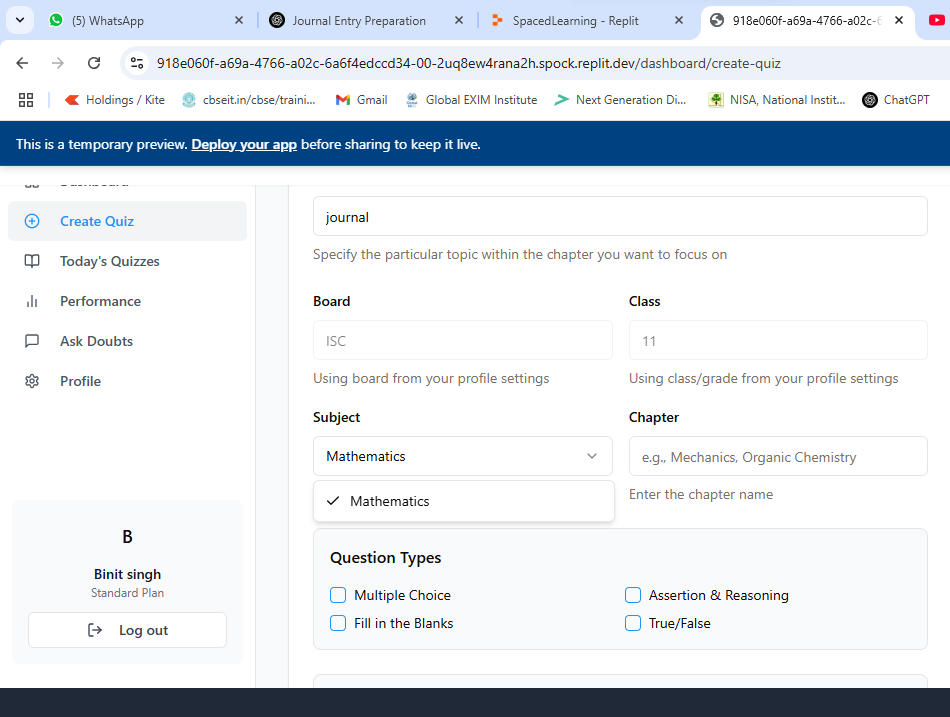 (5) WhatsApp
Journal Entry Preparation
SpacedLearning - Replit
918e060f-a69a-4766-a02c-6
918e060f-a69a-4766-a02c-6a6f4edccd34-00-2uq8ew4rana2h.spock.replit.dev/dashboard/create-quiz
Holdings / Kite
cbseit.in/cbse/traini...
Gmail
Global EXIM Institute
Next Generation Di...
NISA, National Instit...
ChatGPT
This is a temporary preview. Deploy your app before sharing to keep it live.
Dashboard
Create Quiz
Today's Quizzes
Performance
Ask Doubts
Profile
B
Binit singh
Standard Plan
Log out
journal
Specify the particular topic within the chapter you want to focus on
Board
Class
ISC
11
Using board from your profile settings
Using class/grade from your profile settings
Subject
Chapter
Mathematics
e.g., Mechanics, Organic Chemistry
Mathematics
Enter the chapter name
Question Types
Multiple Choice
Assertion & Reasoning
Fill in the Blanks
True/False